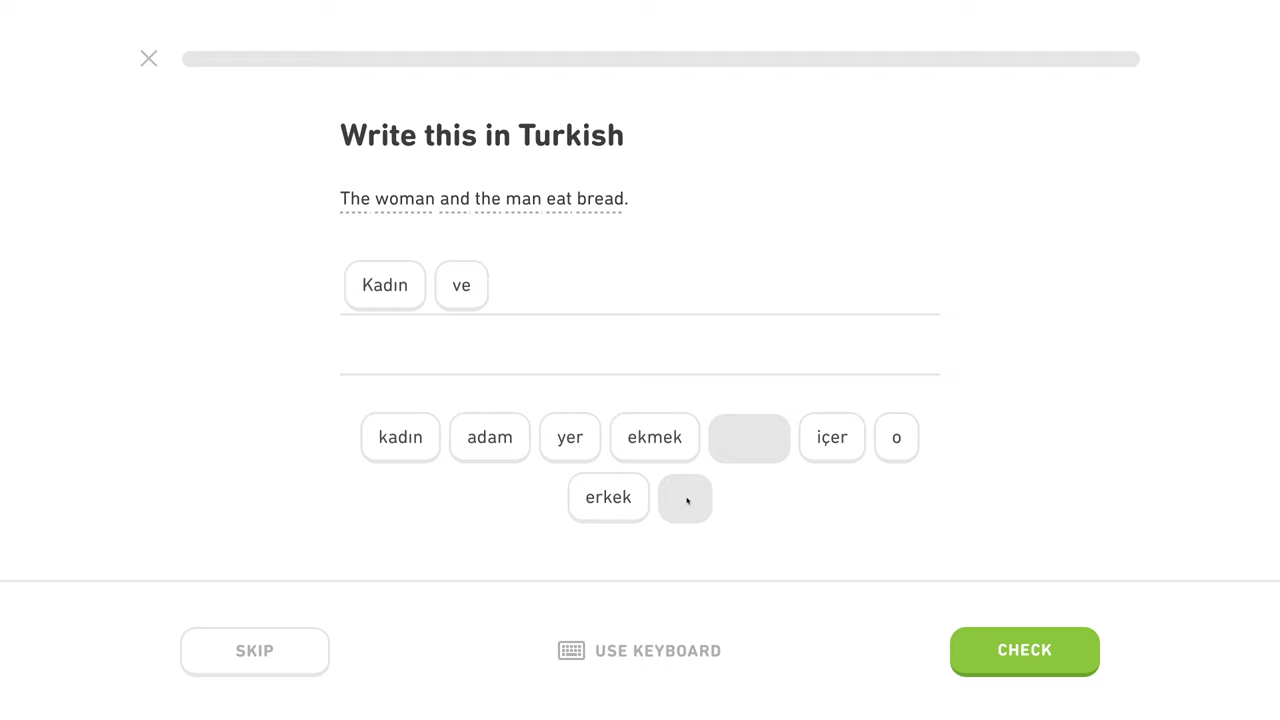 Write this in Turkish
The woman and the man eat bread.
Kadın ve
kadın adam yer ekmek içer o
erkek
SKIP USE KEYBOARD CHECK